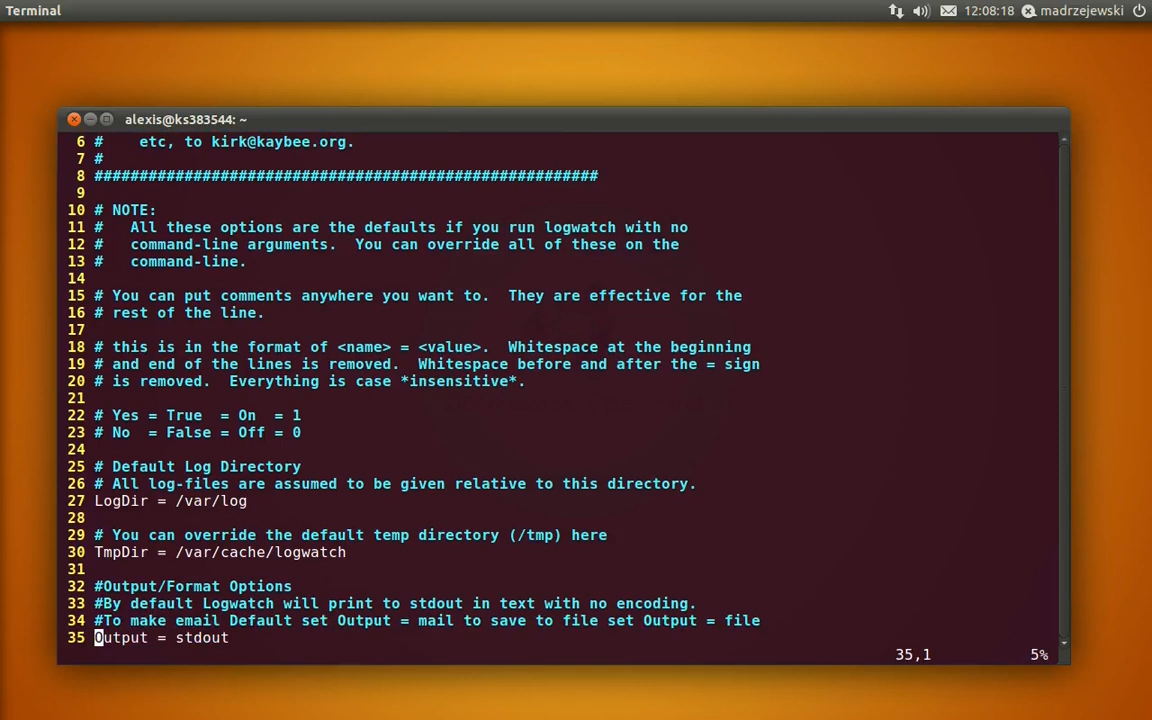 Terminal
12:08:18 madrzejewski
alexis@ks383544: ~
6 #    etc, to kirk@kaybee.org.
7 #
8 ########################################################
9
10 # NOTE:
11 #   All these options are the defaults if you run logwatch with no
12 #   command-line arguments.  You can override all of these on the
13 #   command-line.
14
15 # You can put comments anywhere you want to.  They are effective for the
16 # rest of the line.
17
18 # this is in the format of <name> = <value>.  Whitespace at the beginning
19 # and end of the lines is removed.  Whitespace before and after the = sign
20 # is removed.  Everything is case *insensitive*.
21
22 # Yes = True  = On  = 1
23 # No  = False = Off = 0
24
25 # Default Log Directory
26 # All log-files are assumed to be given relative to this directory.
27 LogDir = /var/log
28
29 # You can override the default temp directory (/tmp) here
30 TmpDir = /var/cache/logwatch
31
32 #Output/Format Options
33 #By default Logwatch will print to stdout in text with no encoding.
34 #To make email Default set Output = mail to save to file set Output = file
35 Output = stdout
35,1 5%